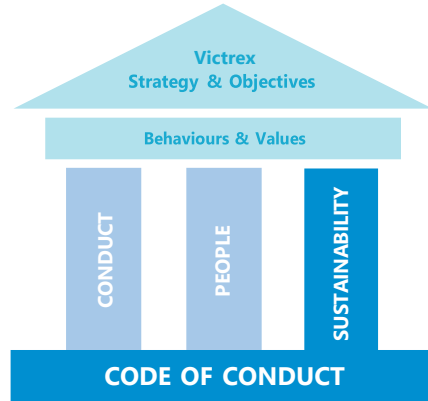 Victrex
Strategy & Objectives
Behaviours & Values
CONDUCT
PEOPLE
SUSTAINABILITY
CODE OF CONDUCT